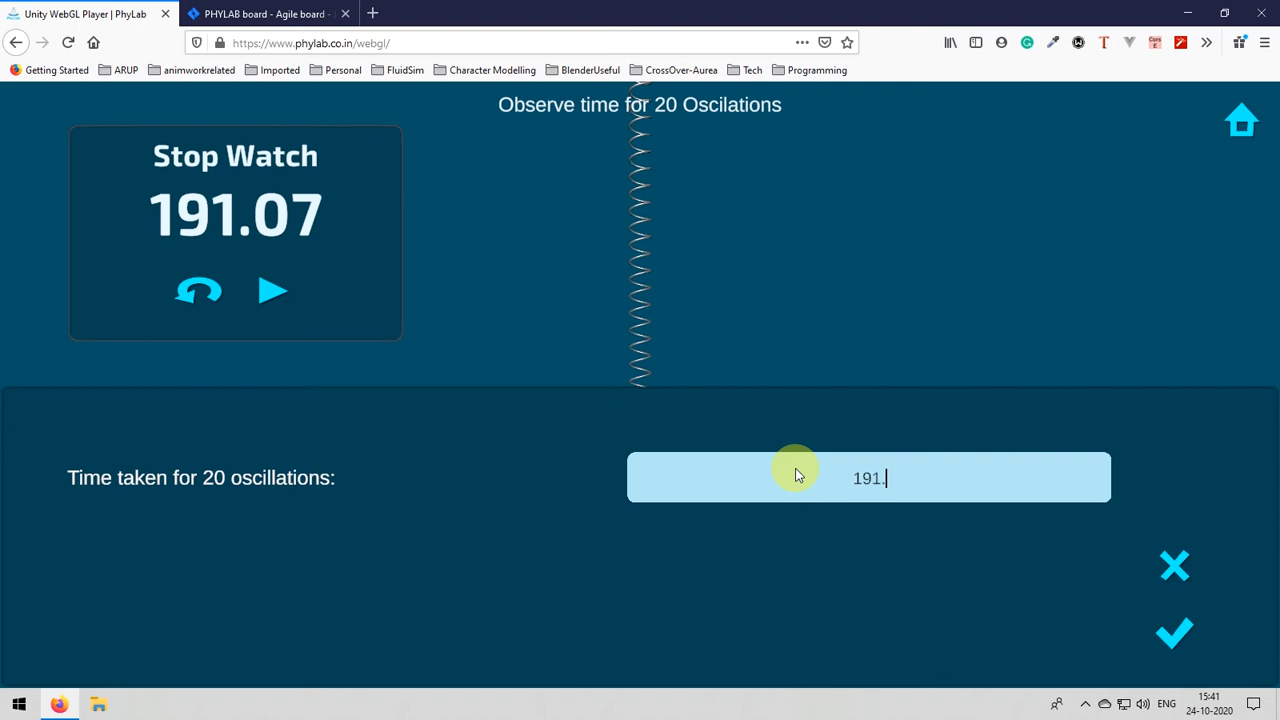 Unity WebGL Player | PhyLab
PHYLAB board - Agile board -
https://www.phylab.co.in/webgl/
Getting Started ARUP animworkrelated Imported Personal FluidSim Character Modelling BlenderUseful CrossOver-Aurea Tech Programming
Observe time for 20 Oscilations
Stop Watch
191.07
Time taken for 20 oscillations:
191.
ENG
15:41
24-10-2020